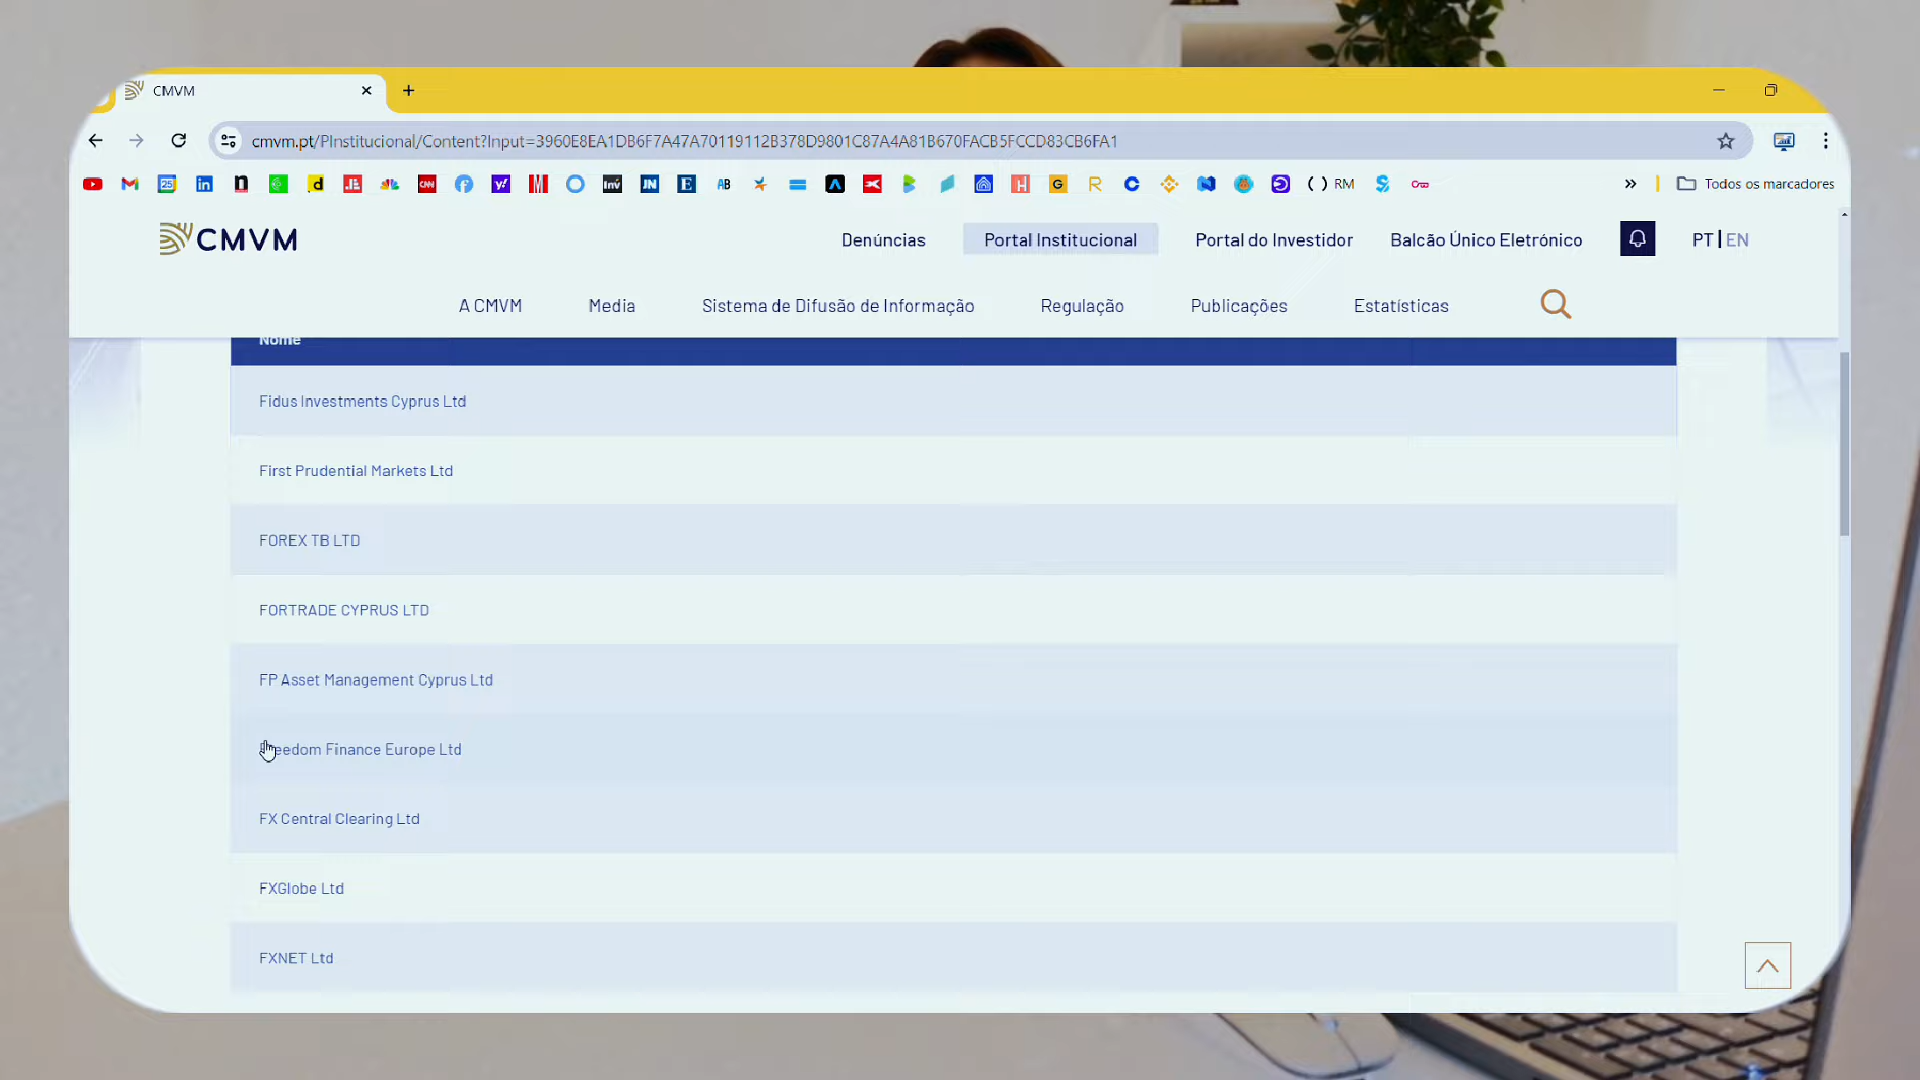 CMVM
cmvm.pt/PInstitucional/Content?Input=3960E8EA1DB6F7A47A70119112B378D9801C87A4A81B670FACB5FCCD83CB6FA1
RM
Todos os marcadores
CMVM
Denúncias
Portal Institucional
Portal do Investidor
Balcão Único Eletrónico
PT | EN
A CMVM
Media
Sistema de Difusão de Informação
Regulação
Publicações
Estatísticas
Nome
Fidus Investments Cyprus Ltd
First Prudential Markets Ltd
FOREX TB LTD
FORTRADE CYPRUS LTD
FP Asset Management Cyprus Ltd
Freedom Finance Europe Ltd
FX Central Clearing Ltd
FXGlobe Ltd
FXNET Ltd